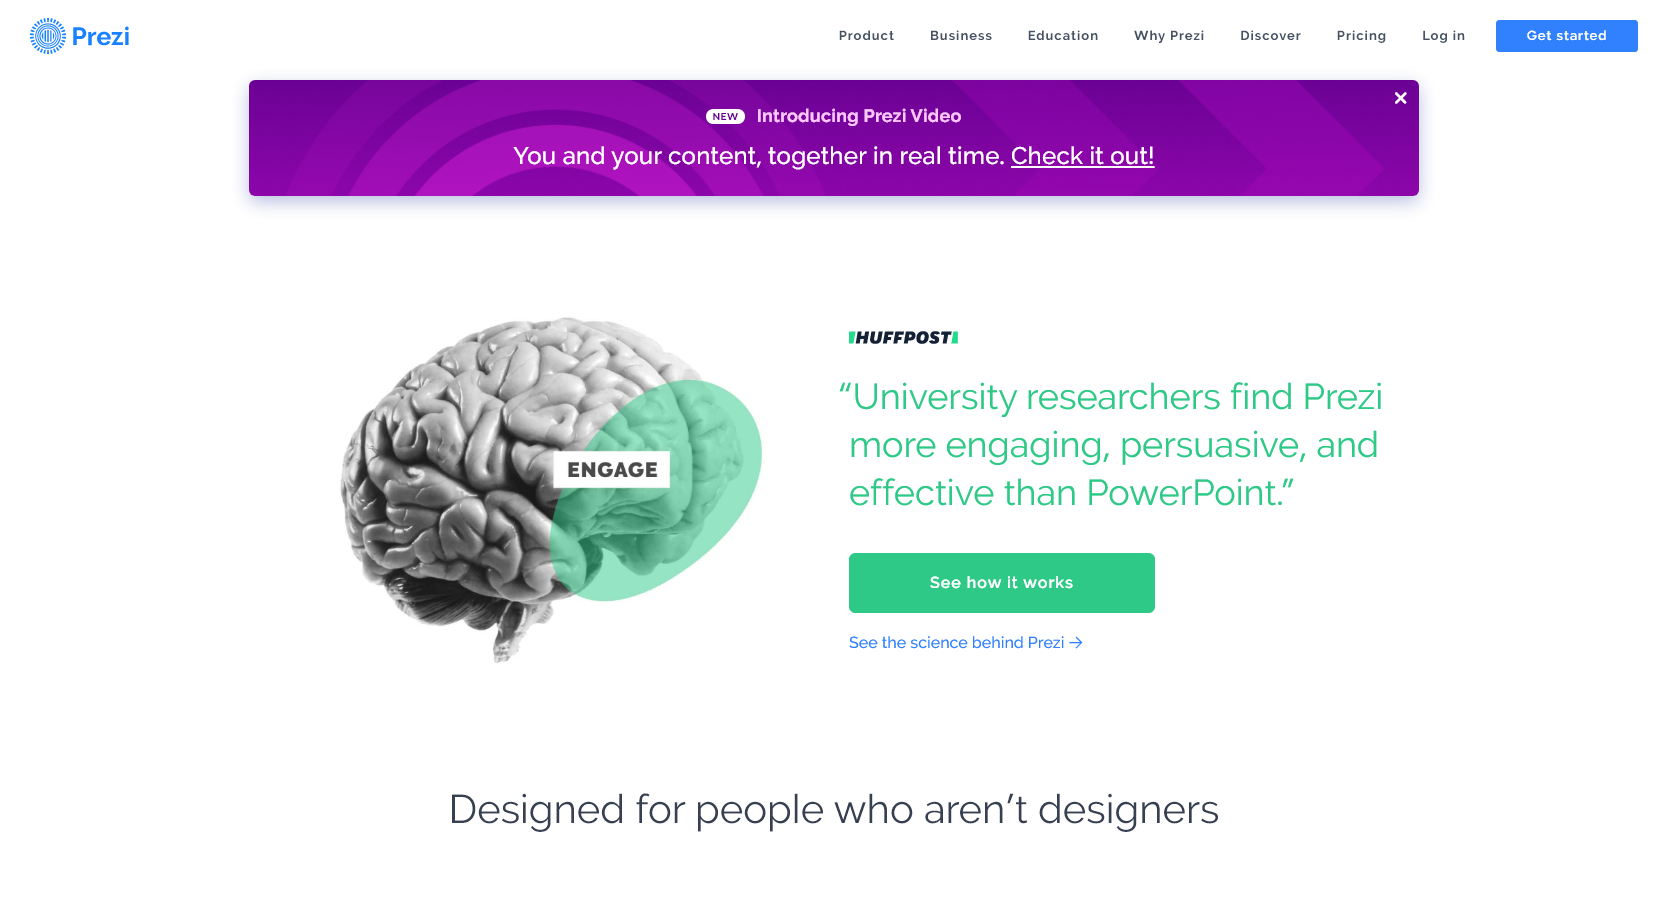 Prezi
Product Business Education Why Prezi Discover Pricing Log in Get started
NEW Introducing Prezi Video
You and your content, together in real time. Check it out!
HUFFPOST
“University researchers find Prezi
more engaging, persuasive, and
effective than PowerPoint.”
ENGAGE
See how it works
See the science behind Prezi →
Designed for people who aren’t designers